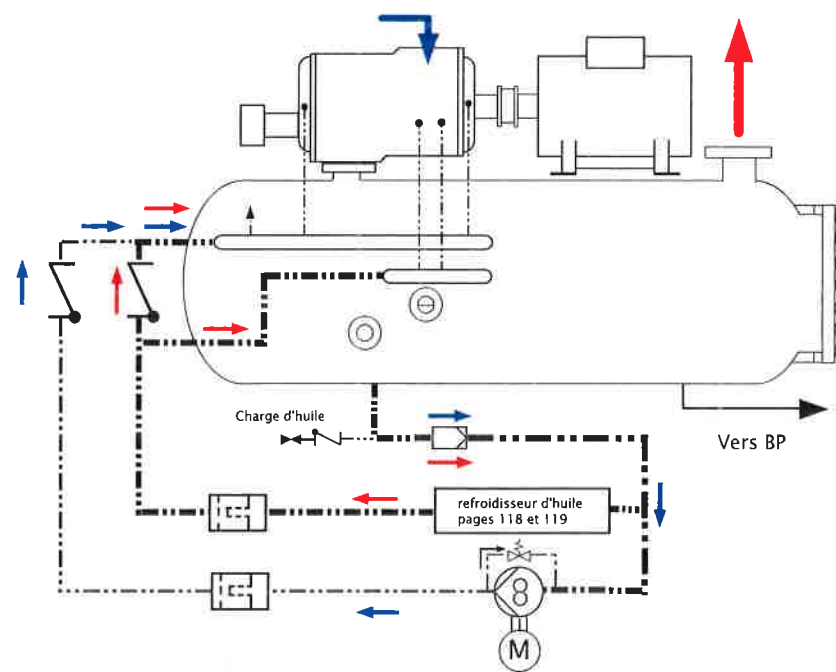 Charge d'huile
Vers BP
refroidisseur d'huile
pages 118 et 119
M